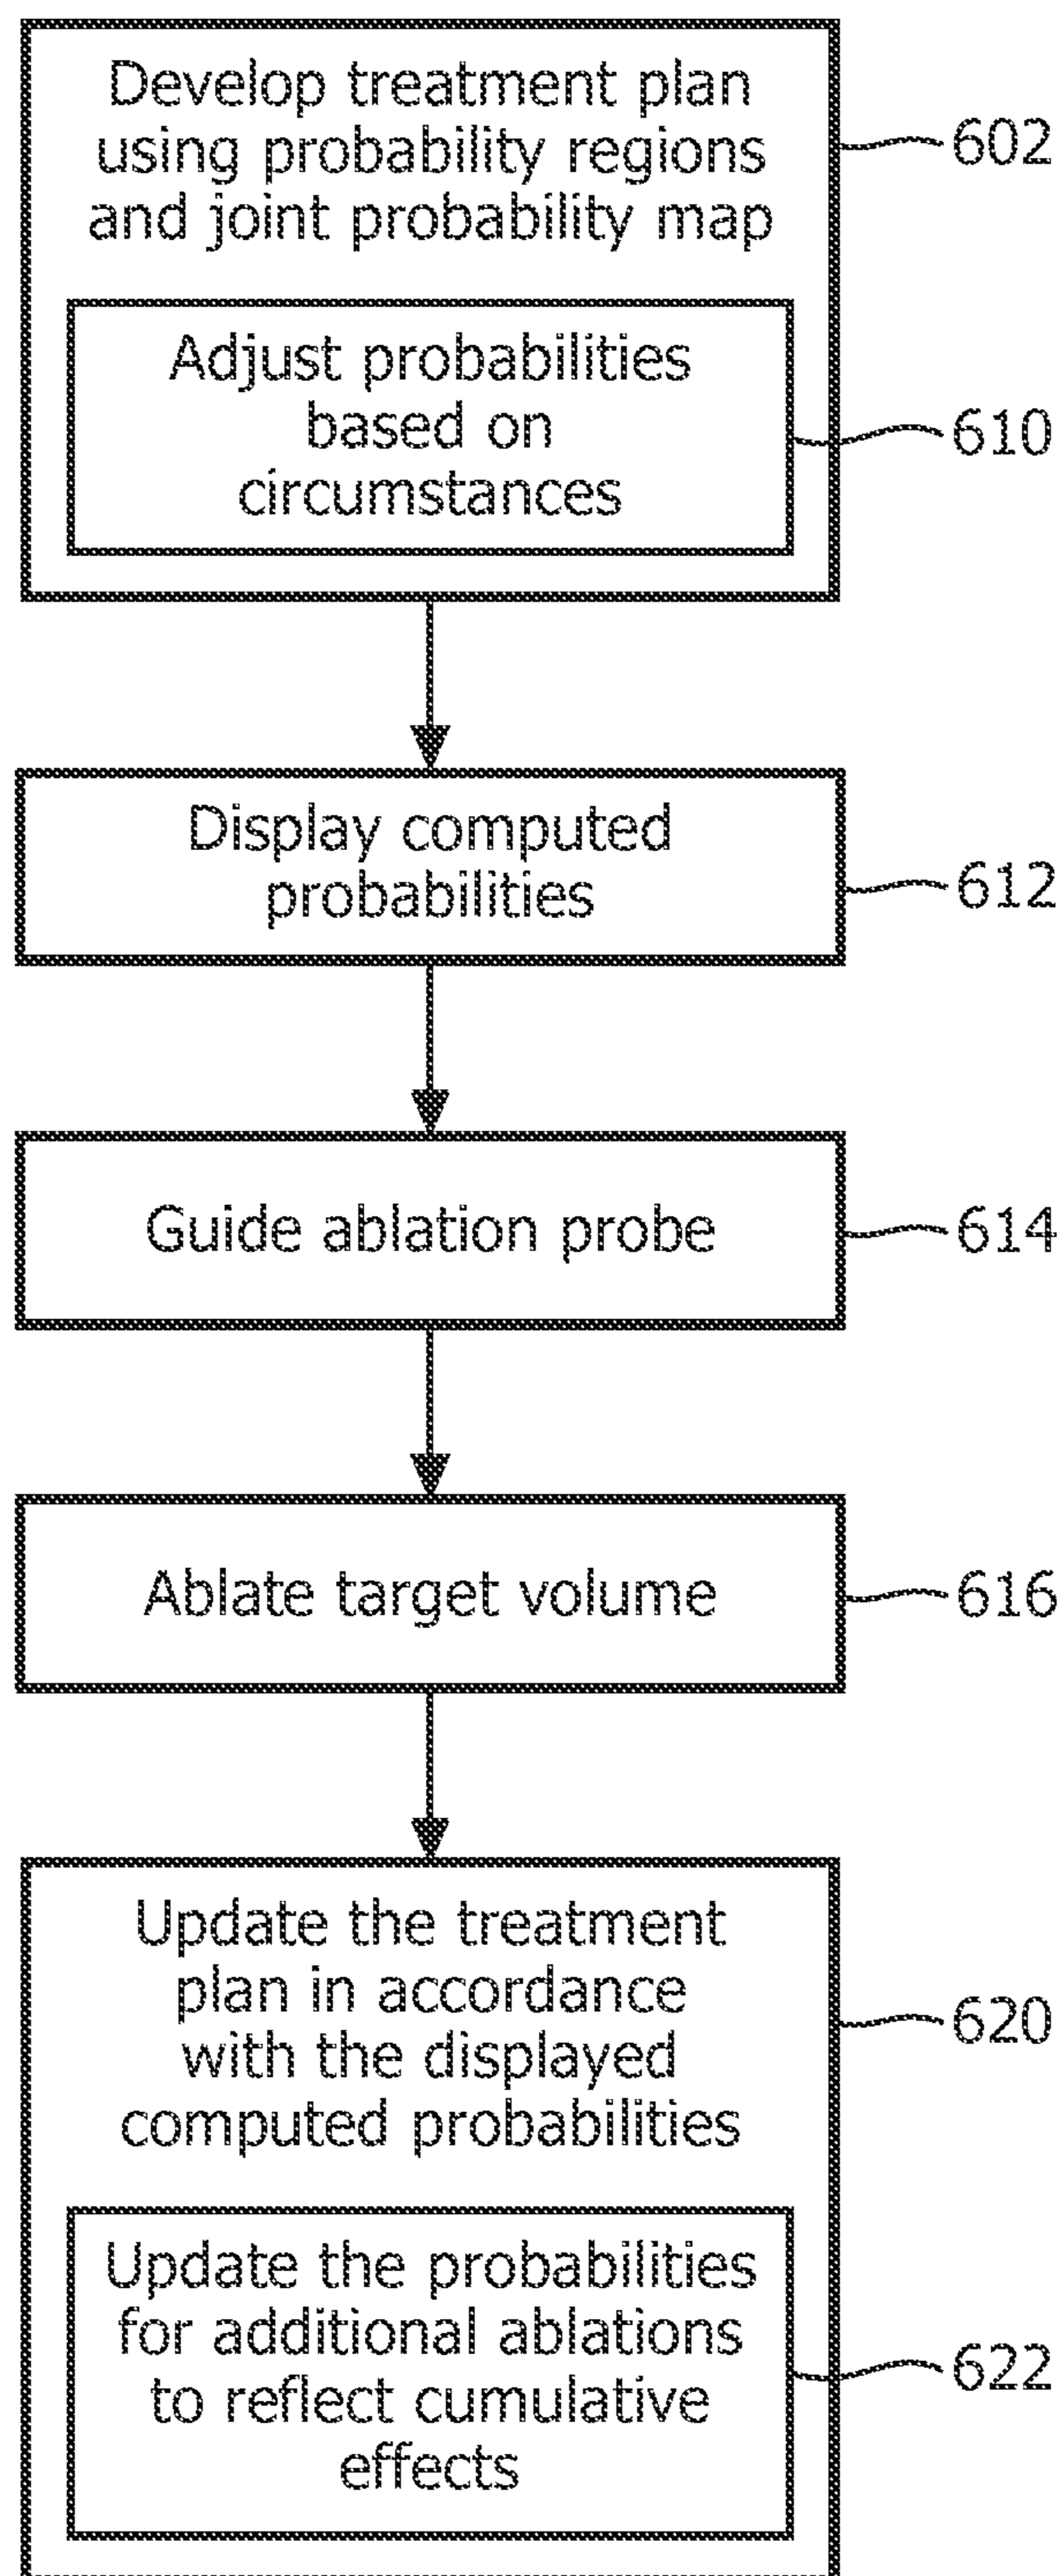 Develop treatment plan
using probability regions
and joint probability map
602
Adjust probabilities
based on
circumstances
610
Display computed
probabilities
612
Guide ablation probe
614
Ablate target volume
616
Update the treatment
plan in accordance
with the displayed
computed probabilities
620
Update the probabilities
for additional ablations
to reflect cumulative
effects
622